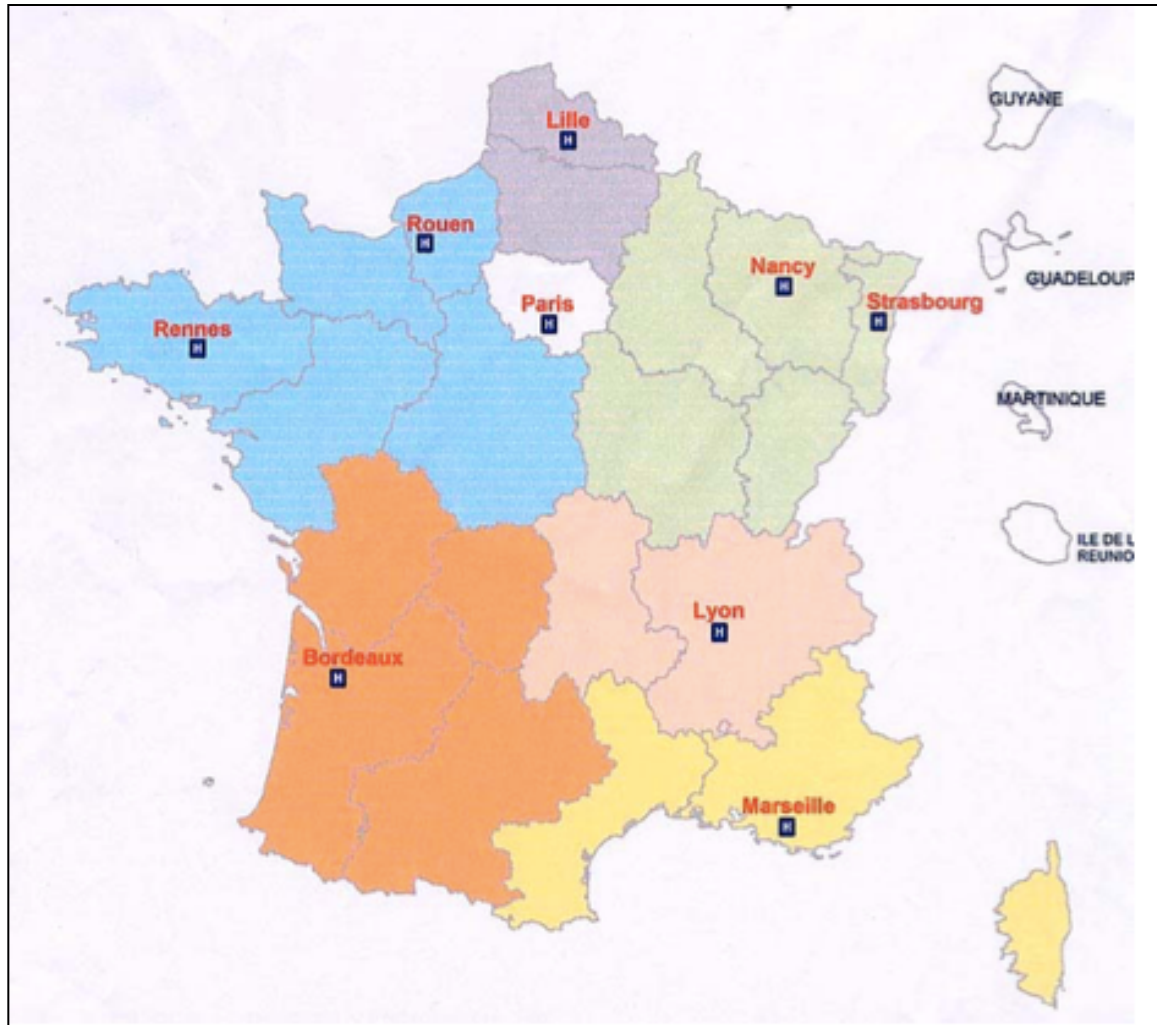 GUYANE
Lille
H
Rouen
H
Nancy
H
GUADELOUP
Paris
H
Strasbourg
H
Rennes
H
MARTINIQUE
ILE DE L
REUNIO
Lyon
H
Bordeaux
H
Marseille
H